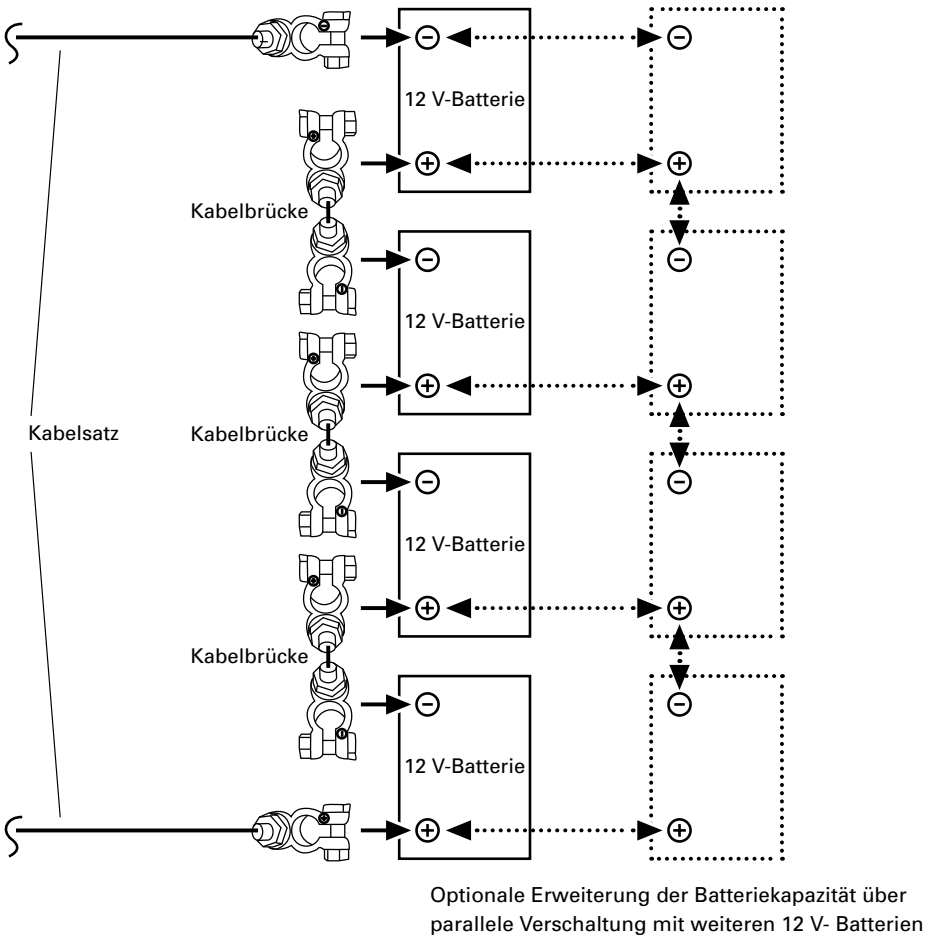 12 V-Batterie
Kabelbrücke
12 V-Batterie
Kabelsatz
Kabelbrücke
12 V-Batterie
Kabelbrücke
12 V-Batterie
Optionale Erweiterung der Batteriekapazität über
parallele Verschaltung mit weiteren 12 V- Batterien